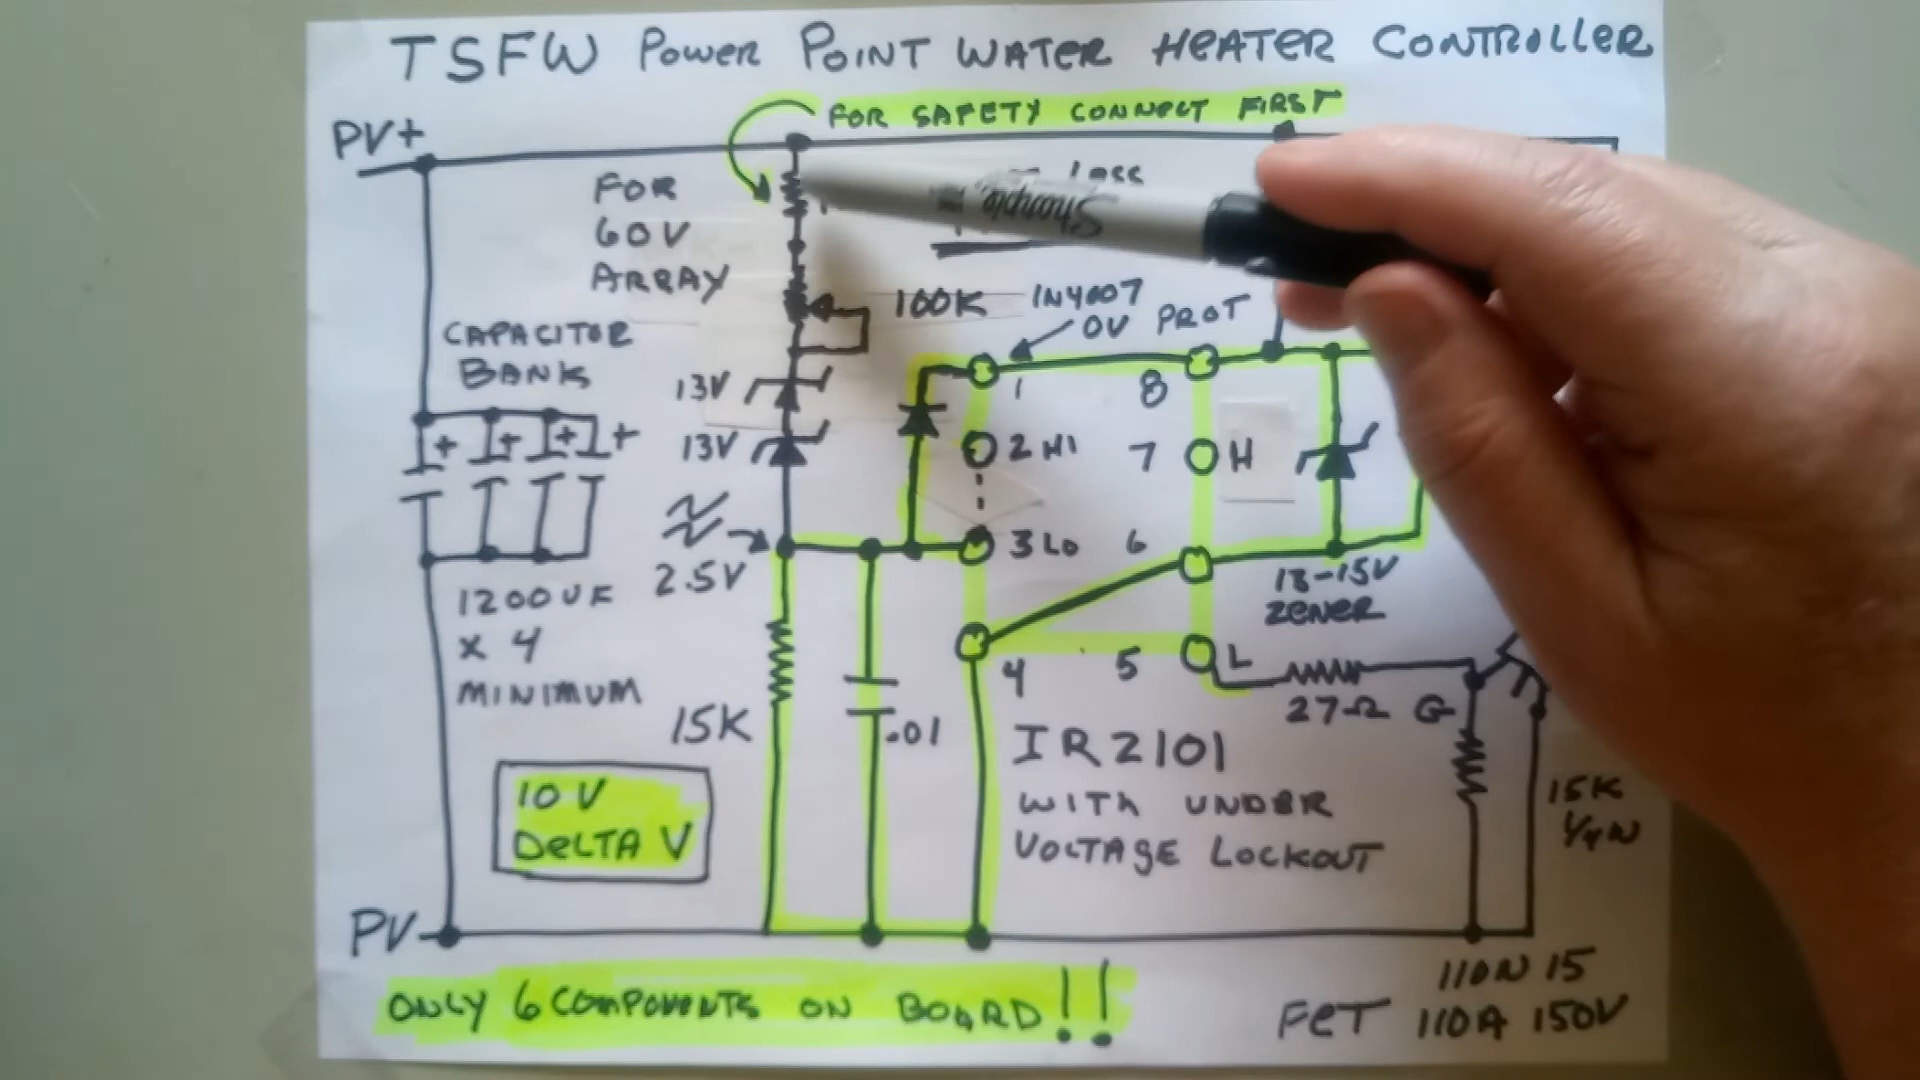 TSFW POWER POINT WATER HEATER CONTROLLER
FOR SAFETY CONNECT FIRST
PV+
FOR
60V
ARRAY
LOSS
Sharpie
100K
1N4007
OV PROT
CAPACITOR
BANK
13V
13V
+ + + +
1 8
2 HI 7 H
3 LO 6
4 5 L
2.5V
1200UF
X 4
MINIMUM
15K
.01
ZENER
27Ω G
IR2101
WITH UNDER
VOLTAGE LOCKOUT
15K
1/4W
10V
DELTA V
PV-
ONLY 6 COMPONENTS ON BOARD!!
110N15
FET 110A 150V